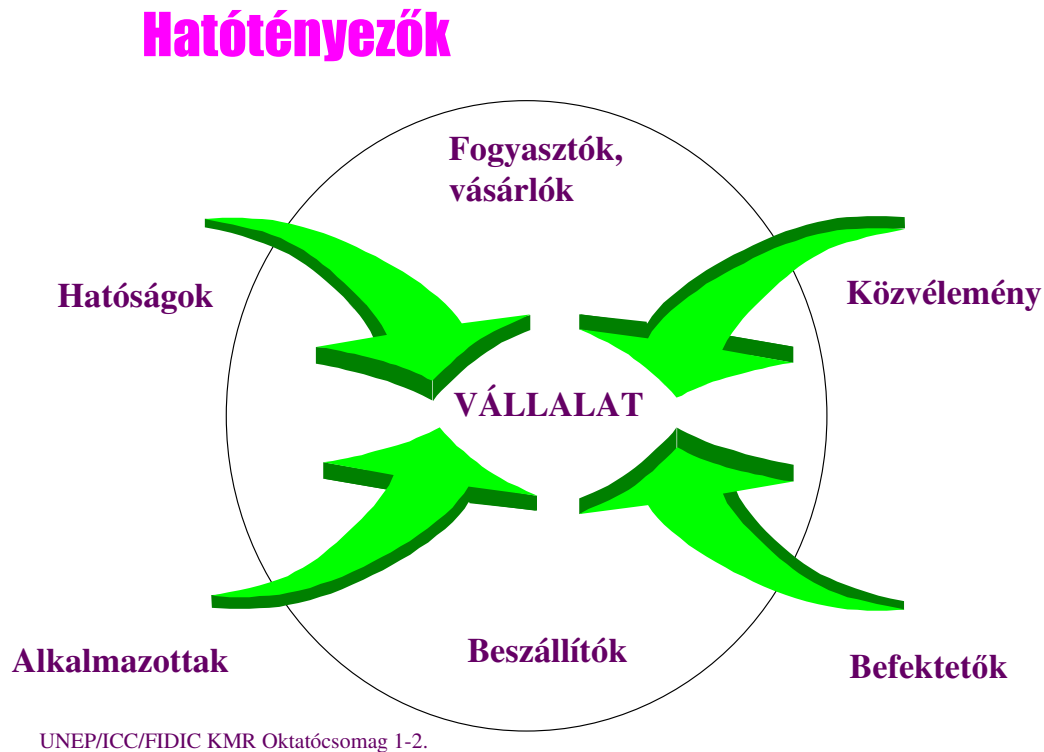 Hatótényezők
Fogyasztók,
vásárlók
Hatóságok
Közvélemény
VÁLLALAT
Alkalmazottak
Beszállítók
Befektetők
UNEP/ICC/FIDIC KMR Oktatócsomag 1-2.